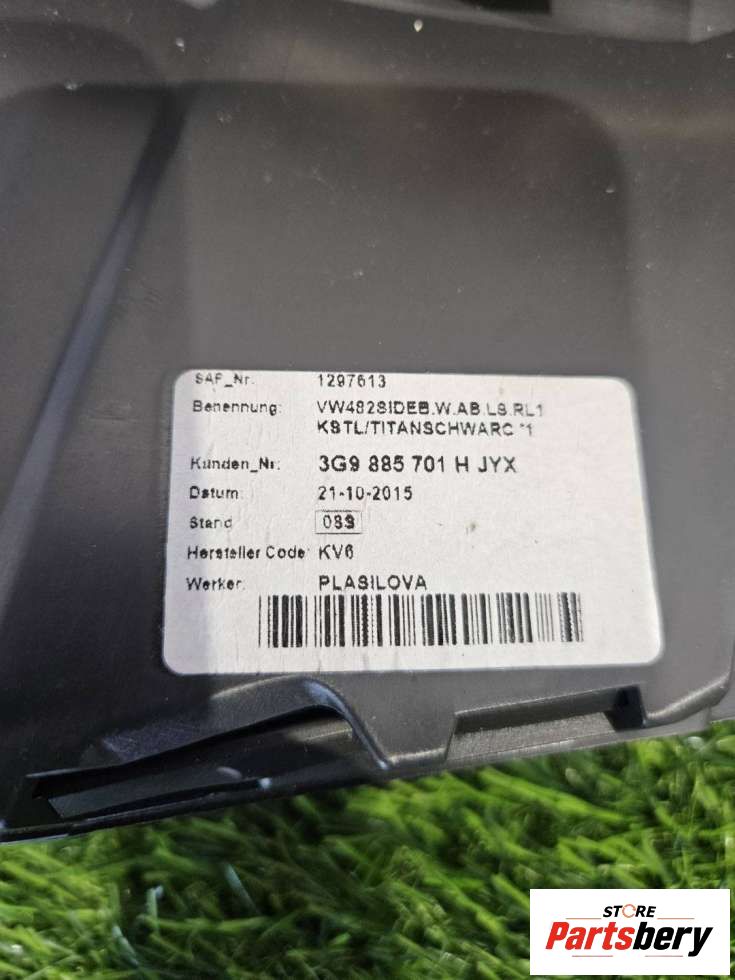 SAP_Nr. 1297613
Benennung: VW482SIDEB.W.AB.LS.RL1
KSTL/TITANSCHWARC *1
Kunden_Nr.: 3G9 885 701 H JYX
Datum: 21-10-2015
Stand 083
Hersteller Code: KV6
Werker: PLASILOVA
STORE
Partsbery